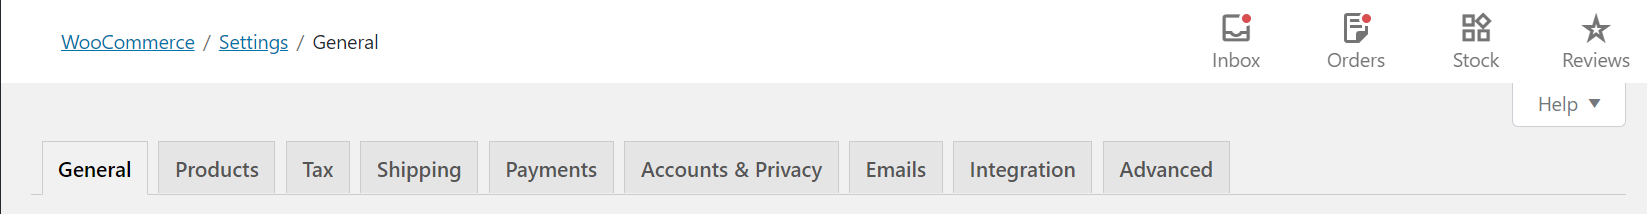 WooCommerce / Settings / General
Inbox Orders Stock Reviews
Help
General Products Tax Shipping Payments Accounts & Privacy Emails Integration Advanced